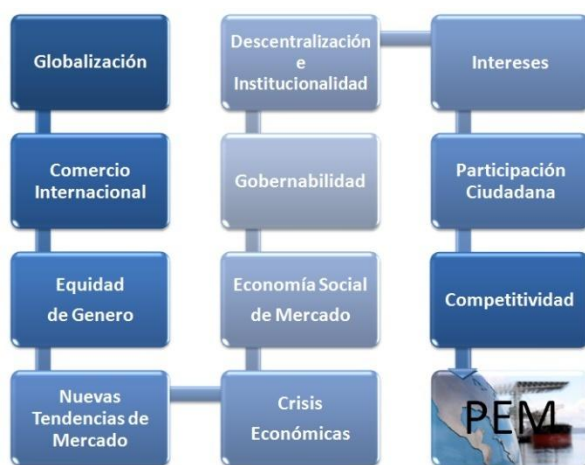 Globalización
Comercio
Internacional
Equidad
de Genero
Nuevas
Tendencias de
Mercado
Crisis
Económicas
Economía Social
de Mercado
Gobernabilidad
Descentralización
e
Institucionalidad
Intereses
Participación
Ciudadana
Competitividad
PEM